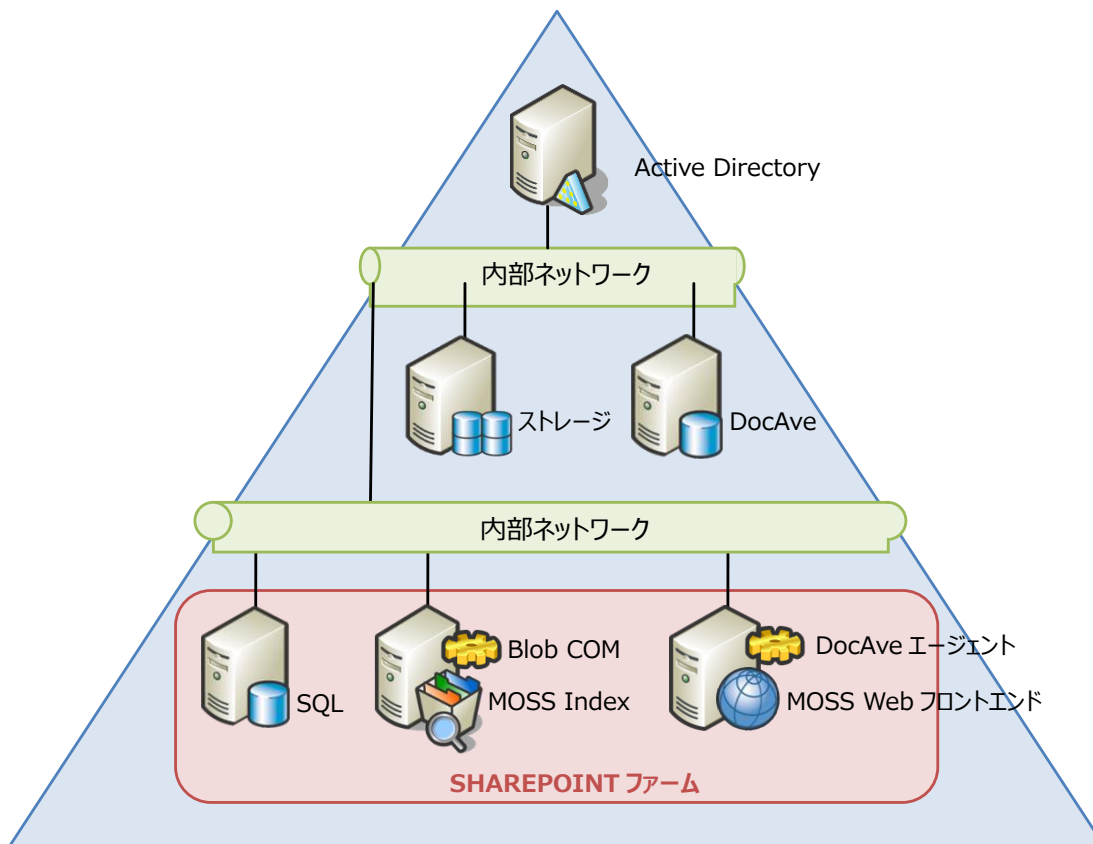 Active Directory
内部ネットワーク
ストレージ
DocAve
内部ネットワーク
Blob COM
DocAve エージェント
SQL
MOSS Index
MOSS Web フロントエンド
SHAREPOINT ファーム